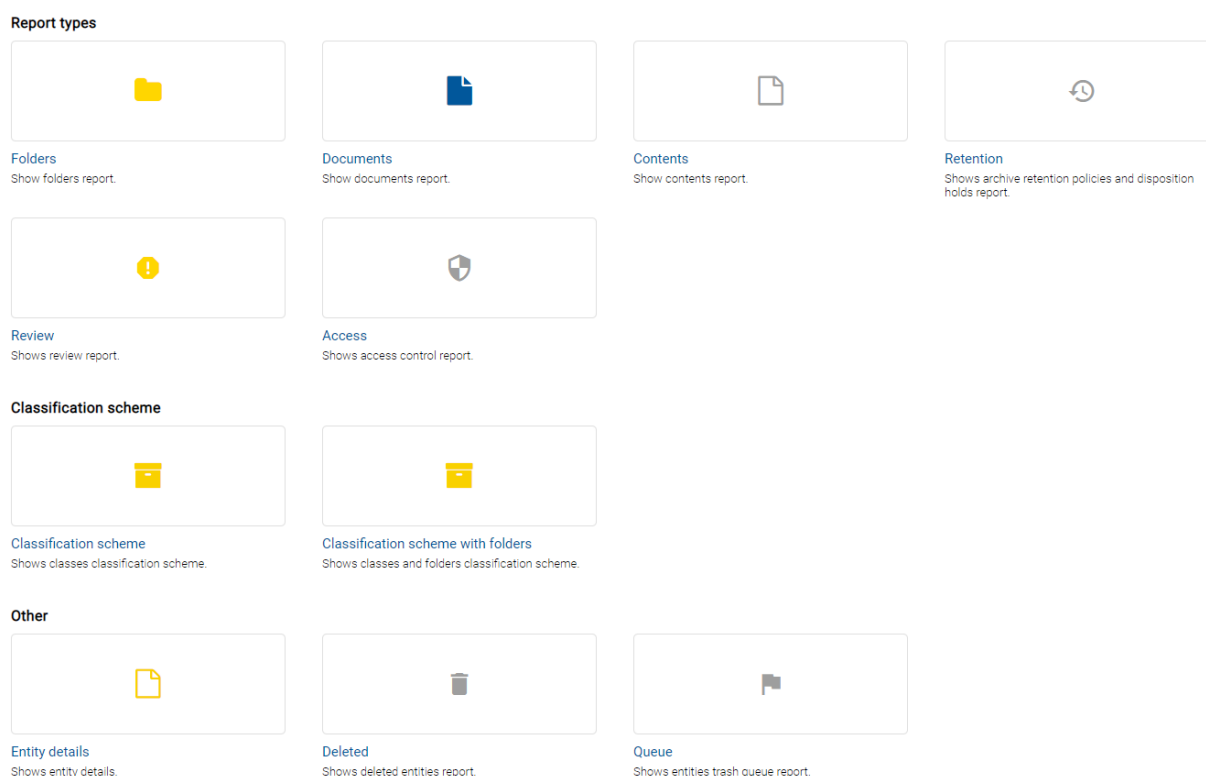 Report types
Folders
Show folders report.
Documents
Show documents report.
Contents
Show contents report.
Retention
Shows archive retention policies and disposition
holds report.
Review
Shows review report.
Access
Shows access control report.
Classification scheme
Classification scheme
Shows classes classification scheme.
Classification scheme with folders
Shows classes and folders classification scheme.
Other
Entity details
Shows entity details.
Deleted
Shows deleted entities report.
Queue
Shows entities trash queue report.